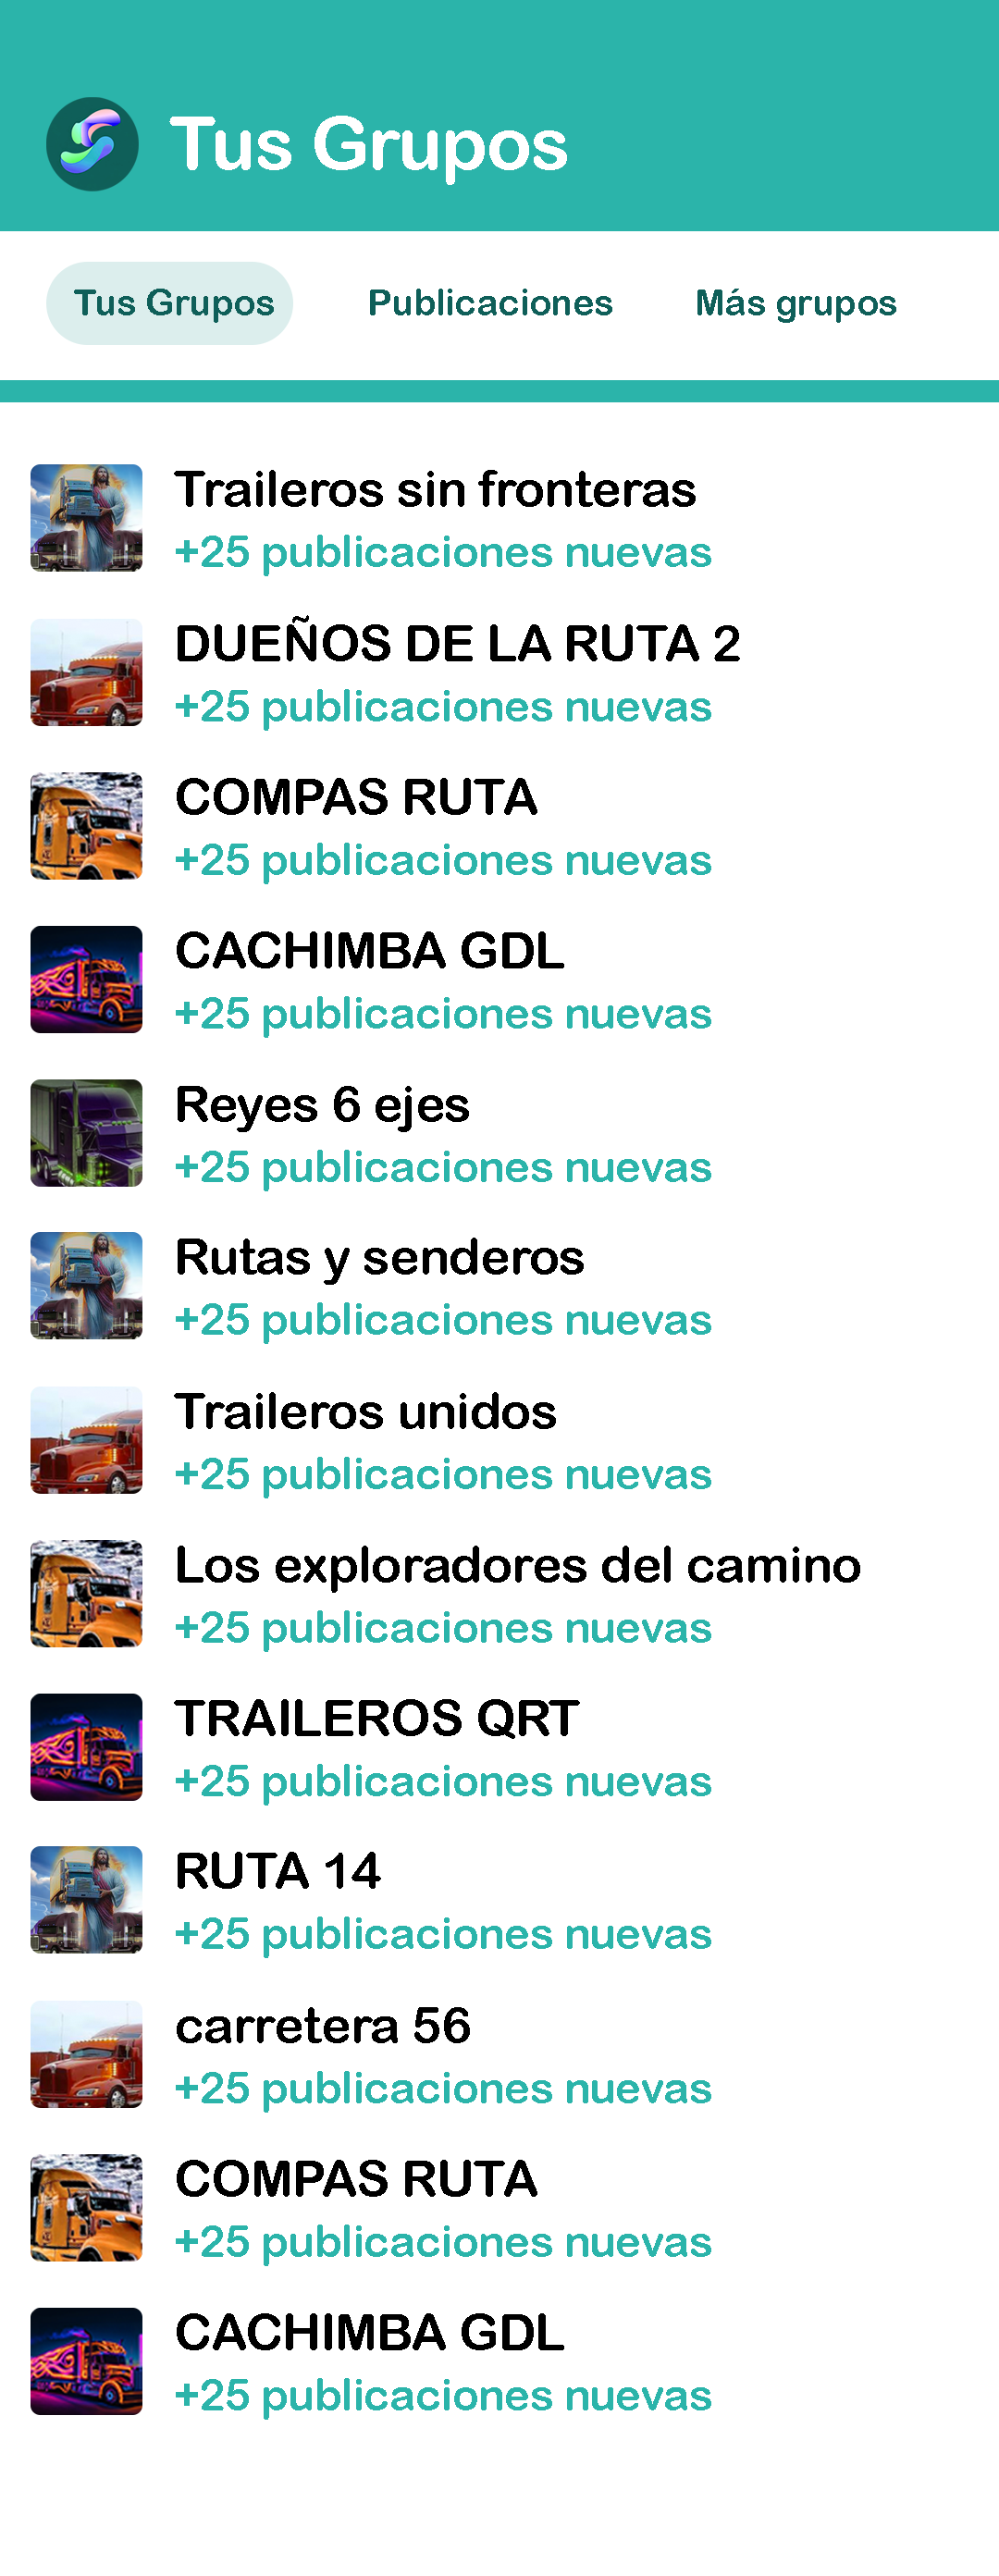 Tus Grupos
Tus Grupos Publicaciones Más grupos
Traileros sin fronteras
+25 publicaciones nuevas
DUEÑOS DE LA RUTA 2
+25 publicaciones nuevas
COMPAS RUTA
+25 publicaciones nuevas
CACHIMBA GDL
+25 publicaciones nuevas
Reyes 6 ejes
+25 publicaciones nuevas
Rutas y senderos
+25 publicaciones nuevas
Traileros unidos
+25 publicaciones nuevas
Los exploradores del camino
+25 publicaciones nuevas
TRAILEROS QRT
+25 publicaciones nuevas
RUTA 14
+25 publicaciones nuevas
carretera 56
+25 publicaciones nuevas
COMPAS RUTA
+25 publicaciones nuevas
CACHIMBA GDL
+25 publicaciones nuevas